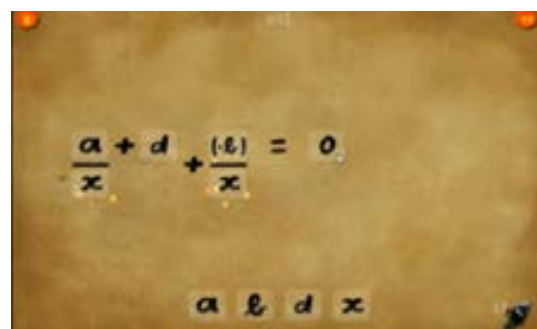 a/x + d + (-b)/x = 0
a b d x